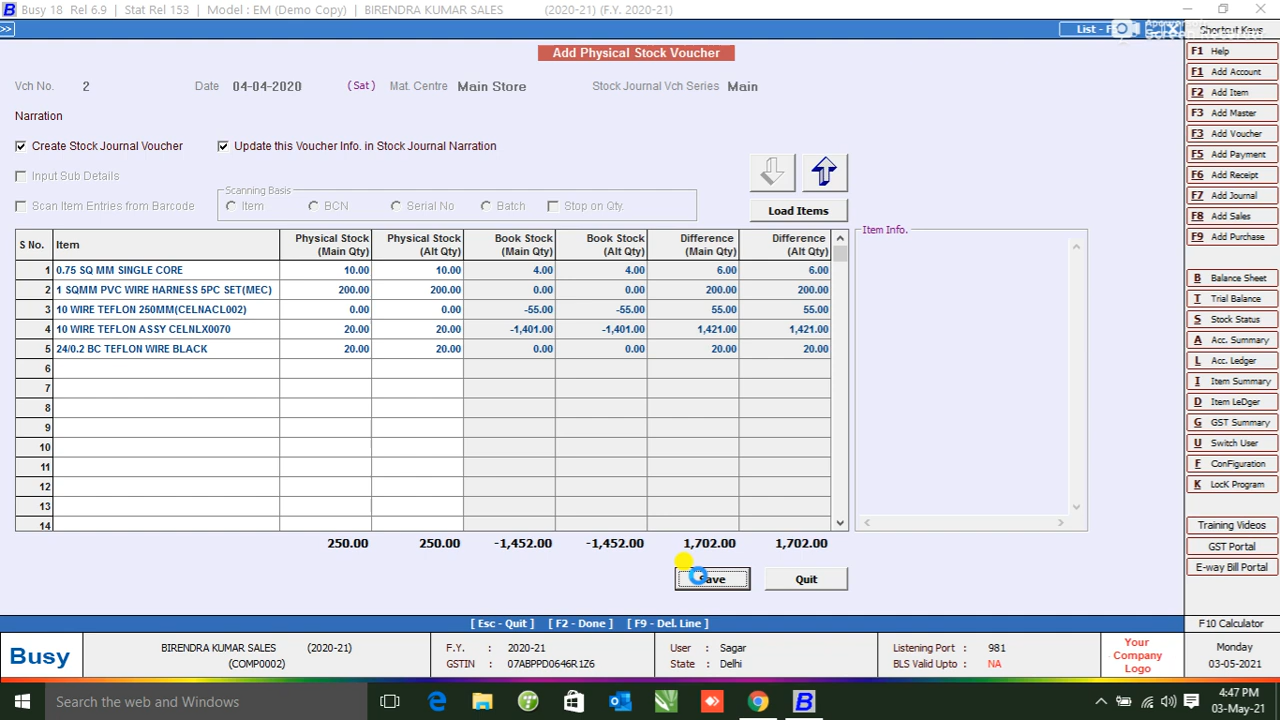 Busy 18 Rel 6.9 | Stat Rel 153 | Model : EM (Demo Copy) | BIRENDRA KUMAR SALES (2020-21) (F.Y. 2020-21)
>> List - F
Shortcut Keys
Add Physical Stock Voucher
Vch No. 2 Date 04-04-2020 (Sat) Mat. Centre Main Store Stock Journal Vch Series Main
Narration
Create Stock Journal Voucher Update this Voucher Info. in Stock Journal Narration
Input Sub Details
Scanning Basis
Scan Item Entries from Barcode Item BCN Serial No Stop on Qty.
Load Items
Item Info.
S No. Item Physical Stock (Main Qty) Physical Stock (Alt Qty) Book Stock (Main Qty) Book Stock (Alt Qty) Difference (Main Qty) Difference (Alt Qty)
1 0.75 SQ MM SINGLE CORE 10.00 10.00 4.00 4.00 6.00 6.00
2 1 SQMM PVC WIRE HARNESS 5PC SET(MEC) 200.00 200.00 0.00 0.00 200.00 200.00
3 10 WIRE TEFLON 250MM(CELNACL002) 0.00 0.00 -55.00 -55.00 55.00 55.00
4 10 WIRE TEFLON ASSY CELNLX0070 20.00 20.00 -1,401.00 -1,401.00 1,421.00 1,421.00
5 24/0.2 BC TEFLON WIRE BLACK 20.00 20.00 0.00 0.00 20.00 20.00
6
7
8
9
10
11
12
13
14
250.00 250.00 -1,452.00 -1,452.00 1,702.00 1,702.00
Save Quit
[ Esc - Quit ] [ F2 - Done ] [ F9 - Del. Line ]
F1 Help
F1 Add Account
F2 Add Item
F3 Add Master
F3 Add Voucher
F5 Add Payment
F6 Add Receipt
F7 Add Journal
F8 Add Sales
F9 Add Purchase
B Balance Sheet
T Trial Balance
S Stock Status
A Acc. Summary
L Acc. Ledger
I Item Summary
D Item LeDger
G GST Summary
U Switch User
F ConFiguration
K LocK Program
Training Videos
GST Portal
E-way Bill Portal
F10 Calculator
Busy
BIRENDRA KUMAR SALES (2020-21)
(COMP0002)
F.Y. : 2020-21
GSTIN : 07ABPPD0646R1Z6
User : Sagar
State : Delhi
Listening Port : 981
BLS Valid Upto : NA
Your
Company
Logo
Monday
03-05-2021
Search the web and Windows
4:47 PM
03-May-21